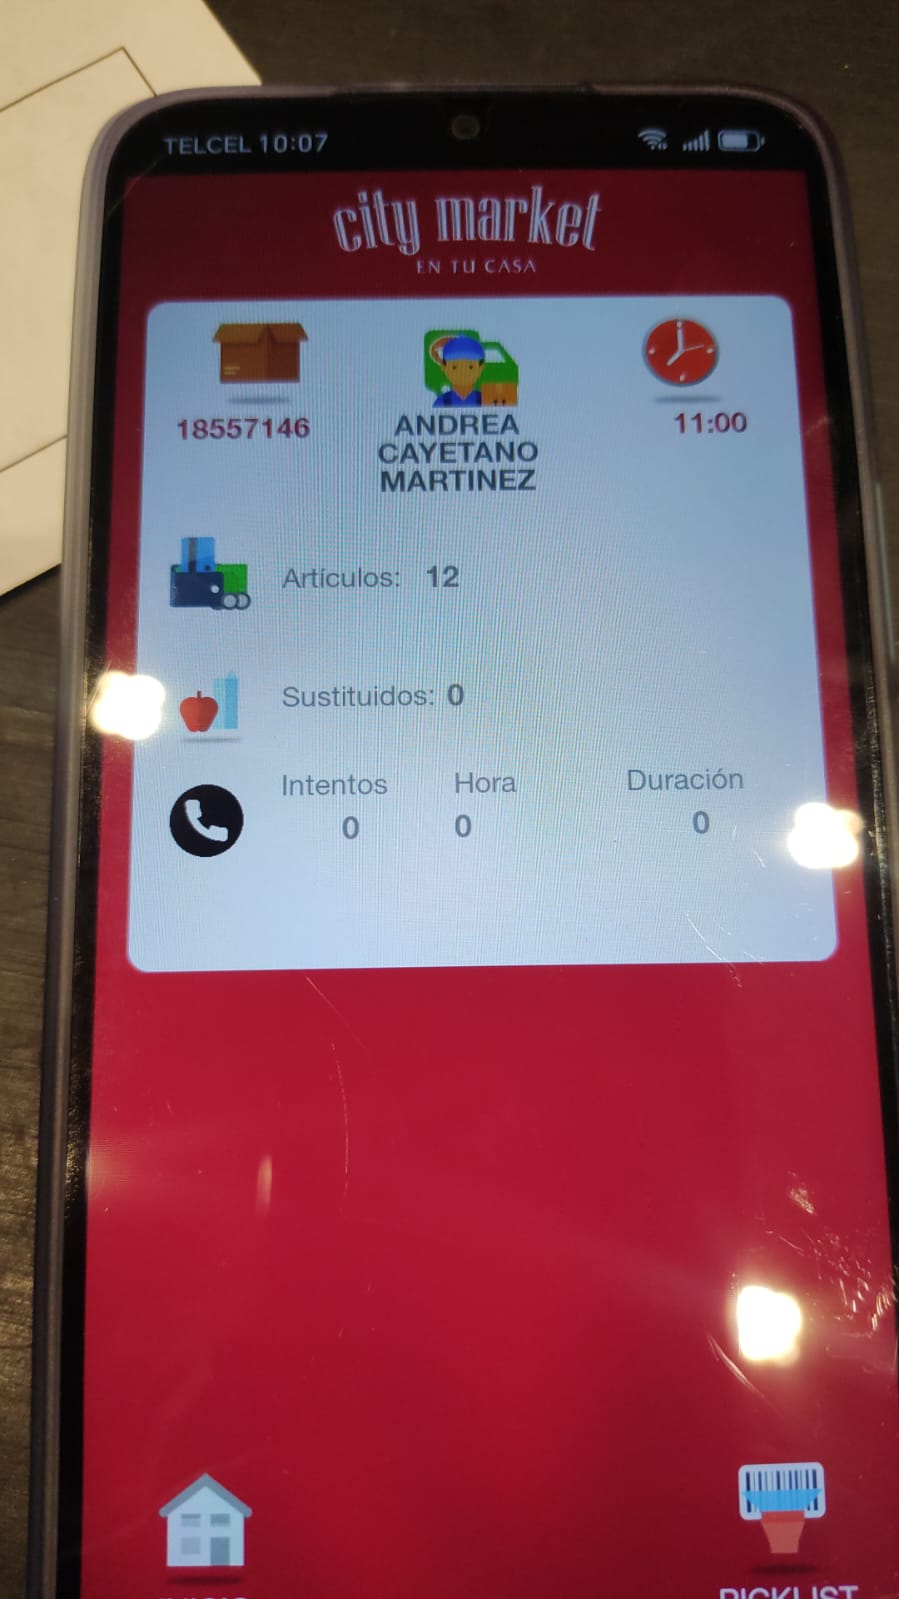 TELCEL 10:07
city market
EN TU CASA
18557146
ANDREA
CAYETANO
MARTINEZ
11:00
Artículos: 12
Sustituidos: 0
Intentos Hora Duración
0 0 0
INICIO
PICKLIST